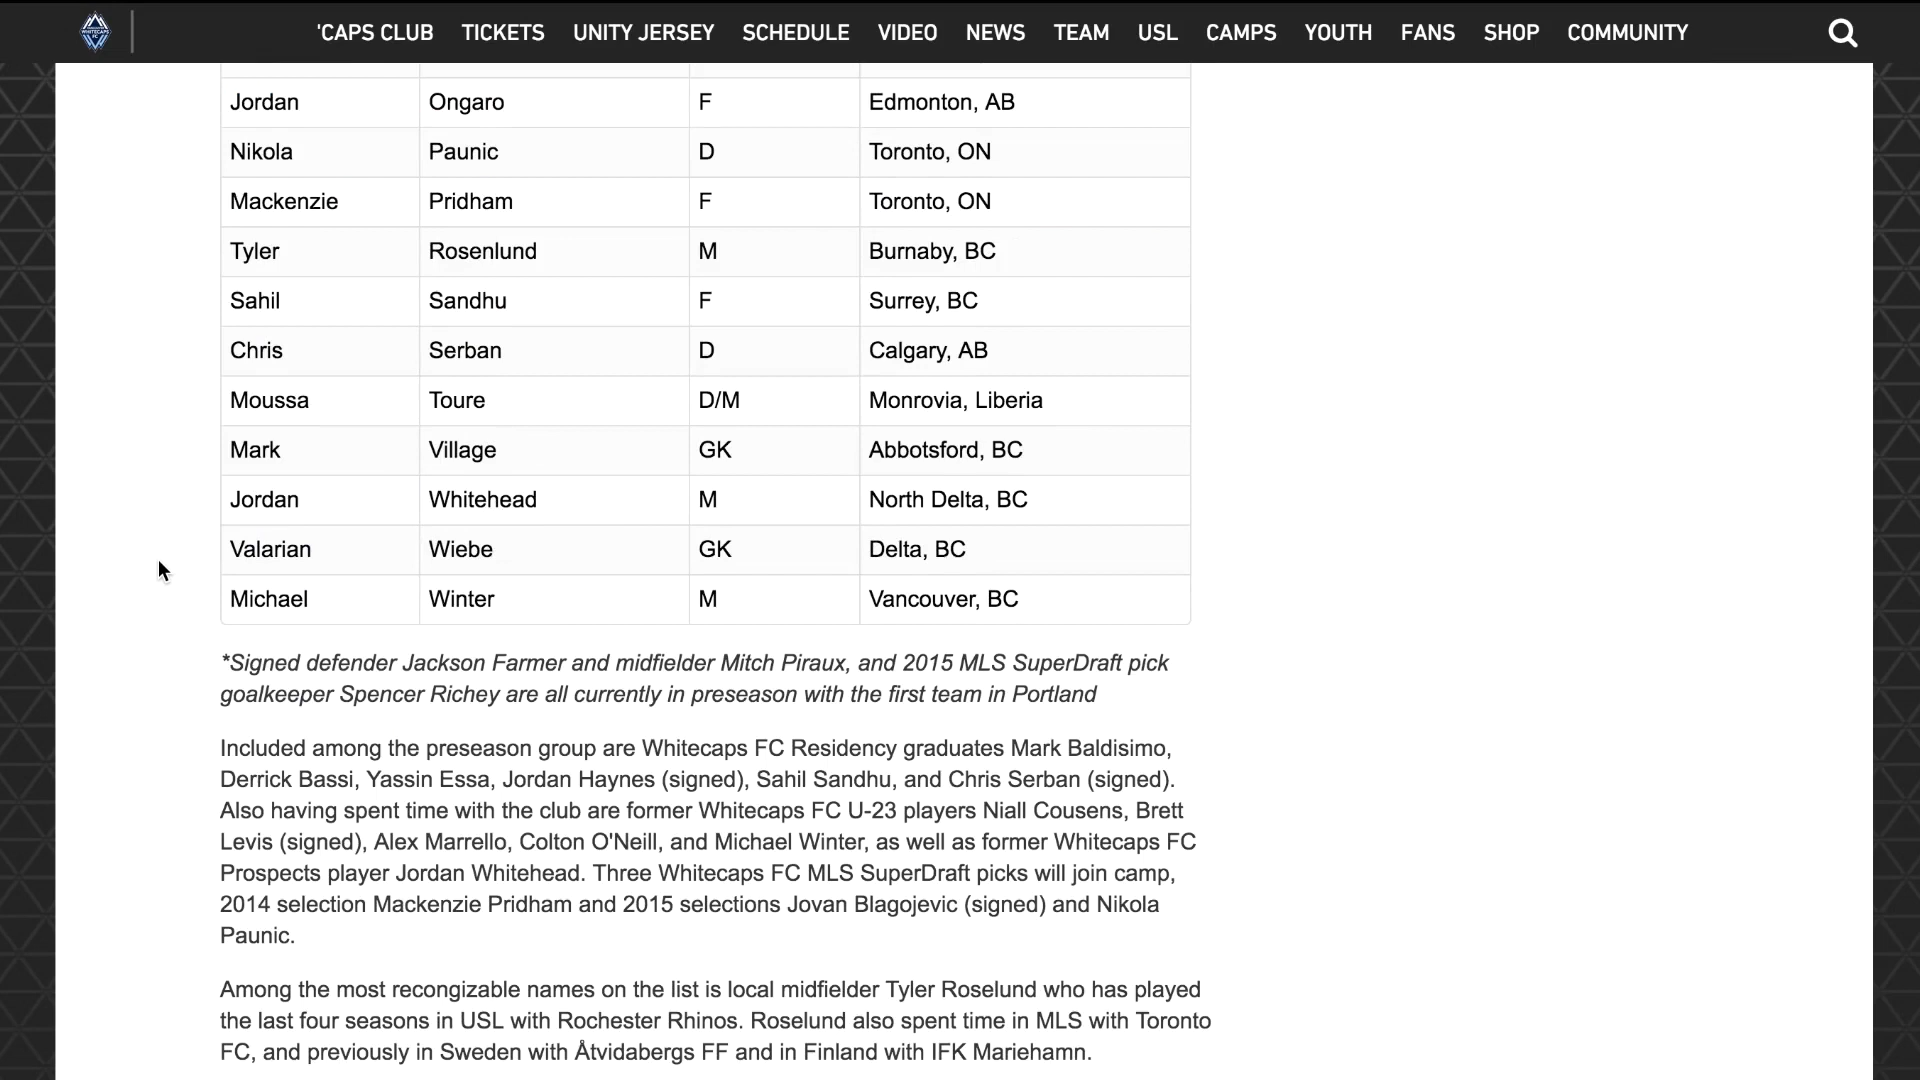 WHITECAPS FC
'CAPS CLUB TICKETS UNITY JERSEY SCHEDULE VIDEO NEWS TEAM USL CAMPS YOUTH FANS SHOP COMMUNITY
Jordan Ongaro F Edmonton, AB
Nikola Paunic D Toronto, ON
Mackenzie Pridham F Toronto, ON
Tyler Rosenlund M Burnaby, BC
Sahil Sandhu F Surrey, BC
Chris Serban D Calgary, AB
Moussa Toure D/M Monrovia, Liberia
Mark Village GK Abbotsford, BC
Jordan Whitehead M North Delta, BC
Valarian Wiebe GK Delta, BC
Michael Winter M Vancouver, BC
*Signed defender Jackson Farmer and midfielder Mitch Piraux, and 2015 MLS SuperDraft pick
goalkeeper Spencer Richey are all currently in preseason with the first team in Portland
Included among the preseason group are Whitecaps FC Residency graduates Mark Baldisimo,
Derrick Bassi, Yassin Essa, Jordan Haynes (signed), Sahil Sandhu, and Chris Serban (signed).
Also having spent time with the club are former Whitecaps FC U-23 players Niall Cousens, Brett
Levis (signed), Alex Marrello, Colton O'Neill, and Michael Winter, as well as former Whitecaps FC
Prospects player Jordan Whitehead. Three Whitecaps FC MLS SuperDraft picks will join camp,
2014 selection Mackenzie Pridham and 2015 selections Jovan Blagojevic (signed) and Nikola
Paunic.
Among the most recongizable names on the list is local midfielder Tyler Roselund who has played
the last four seasons in USL with Rochester Rhinos. Roselund also spent time in MLS with Toronto
FC, and previously in Sweden with Åtvidabergs FF and in Finland with IFK Mariehamn.